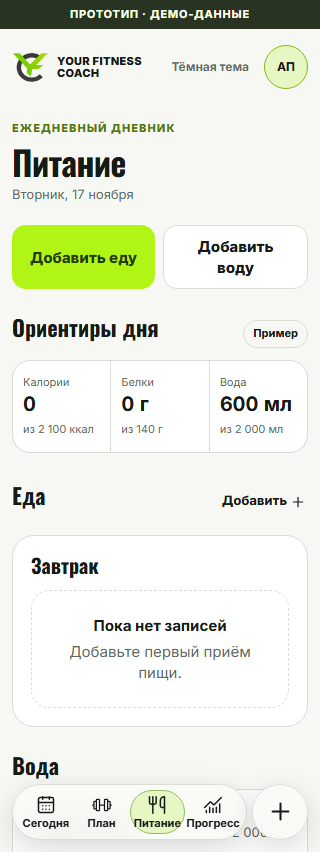 ПРОТОТИП · ДЕМО-ДАННЫЕ
YOUR FITNESS
COACH
Тёмная тема
АП
ЕЖЕДНЕВНЫЙ ДНЕВНИК
Питание
Вторник, 17 ноября
Добавить еду
Добавить
воду
Ориентиры дня
Пример
Калории
Белки
Вода
0
0 г
600 мл
из 2 100 ккал
из 140 г
из 2 000 мл
Еда
Добавить +
Завтрак
Пока нет записей
Добавьте первый приём
пищи.
Вода
Сегодня
План
Питание
Прогресс